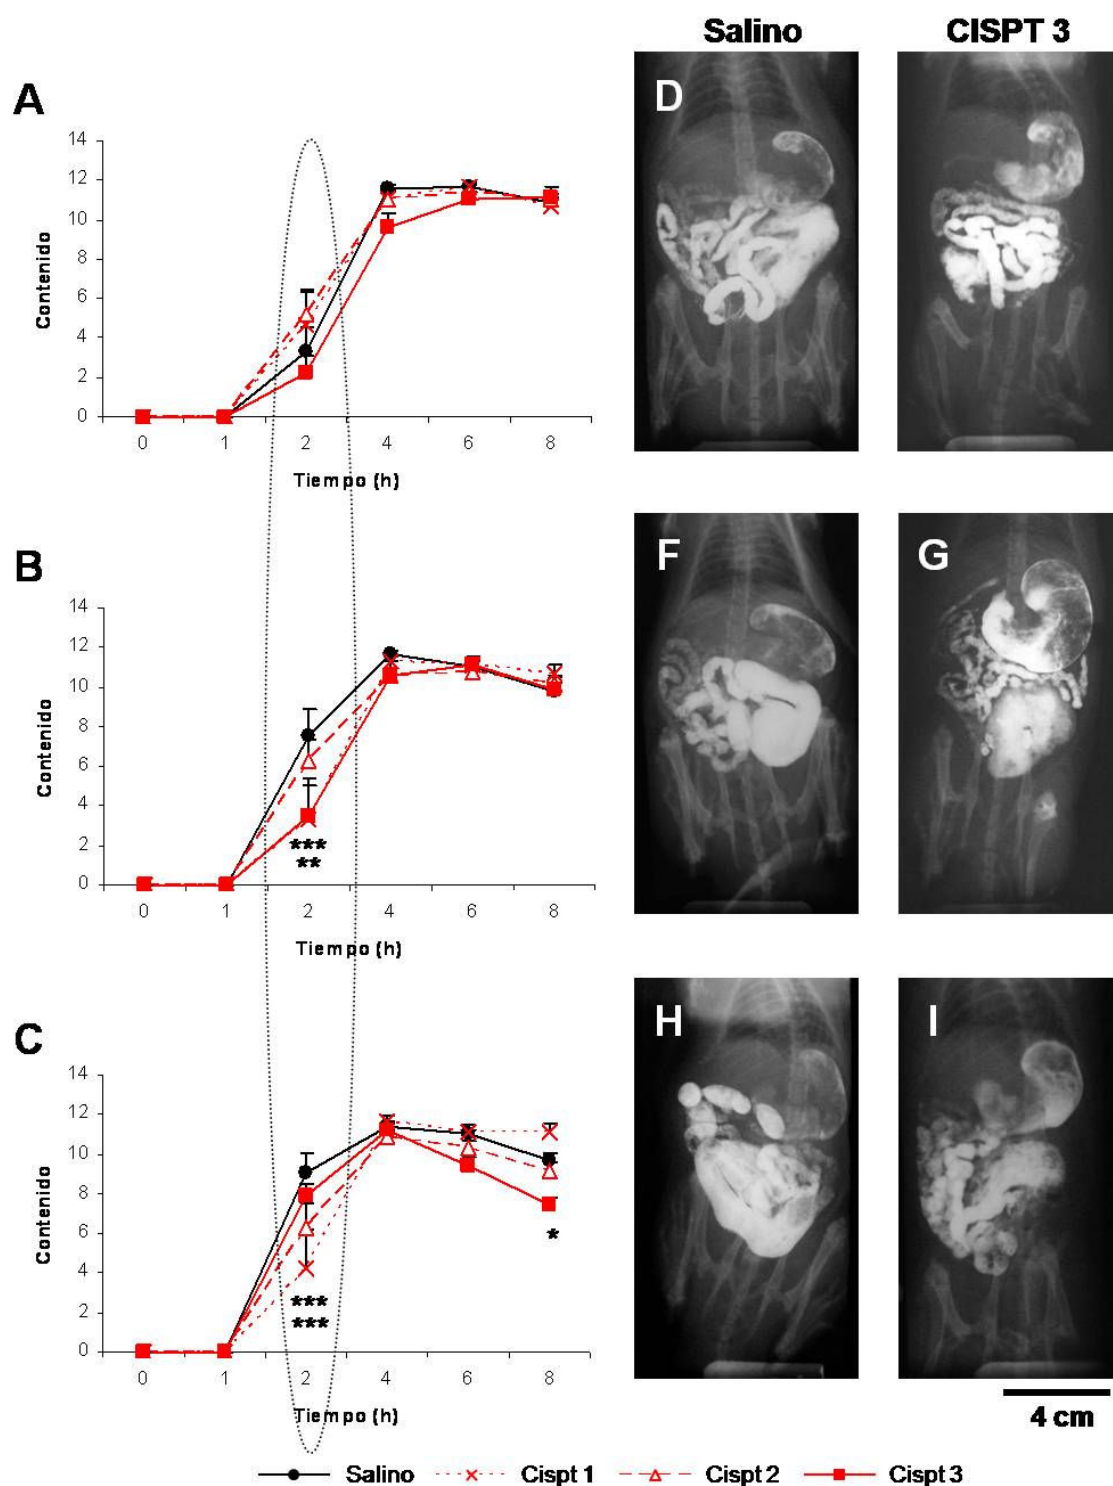 Salino
CISPT 3
A
14
12
10
8
6
4
2
0
Contenido
0 1 2 4 6 8
Tiempo (h)
D
B
14
12
10
8
6
4
2
0
Contenido
***
**
0 1 2 4 6 8
Tiempo (h)
F
G
C
14
12
10
8
6
4
2
0
Contenido
***
***
*
0 1 2 4 6 8
Tiempo (h)
H
I
4 cm
Salino Cispt 1 Cispt 2 Cispt 3